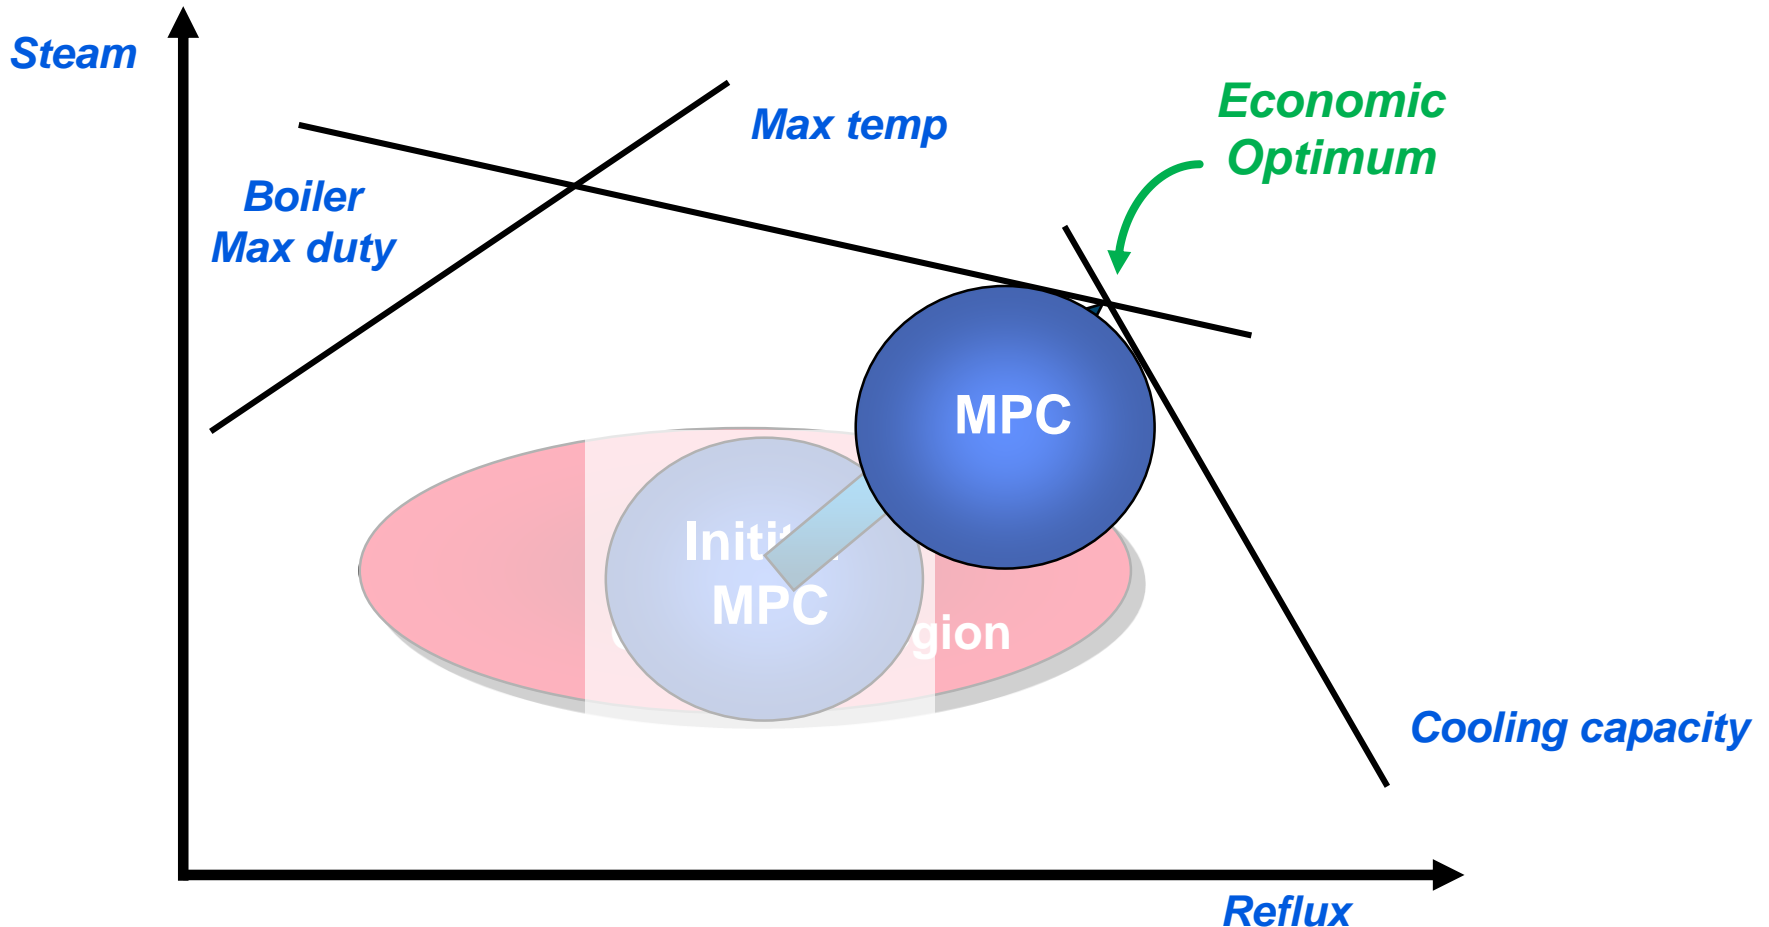 Steam
Economic
Optimum
Max temp
Boiler
Max duty
MPC
MPC
gion
Cooling capacity
Reflux